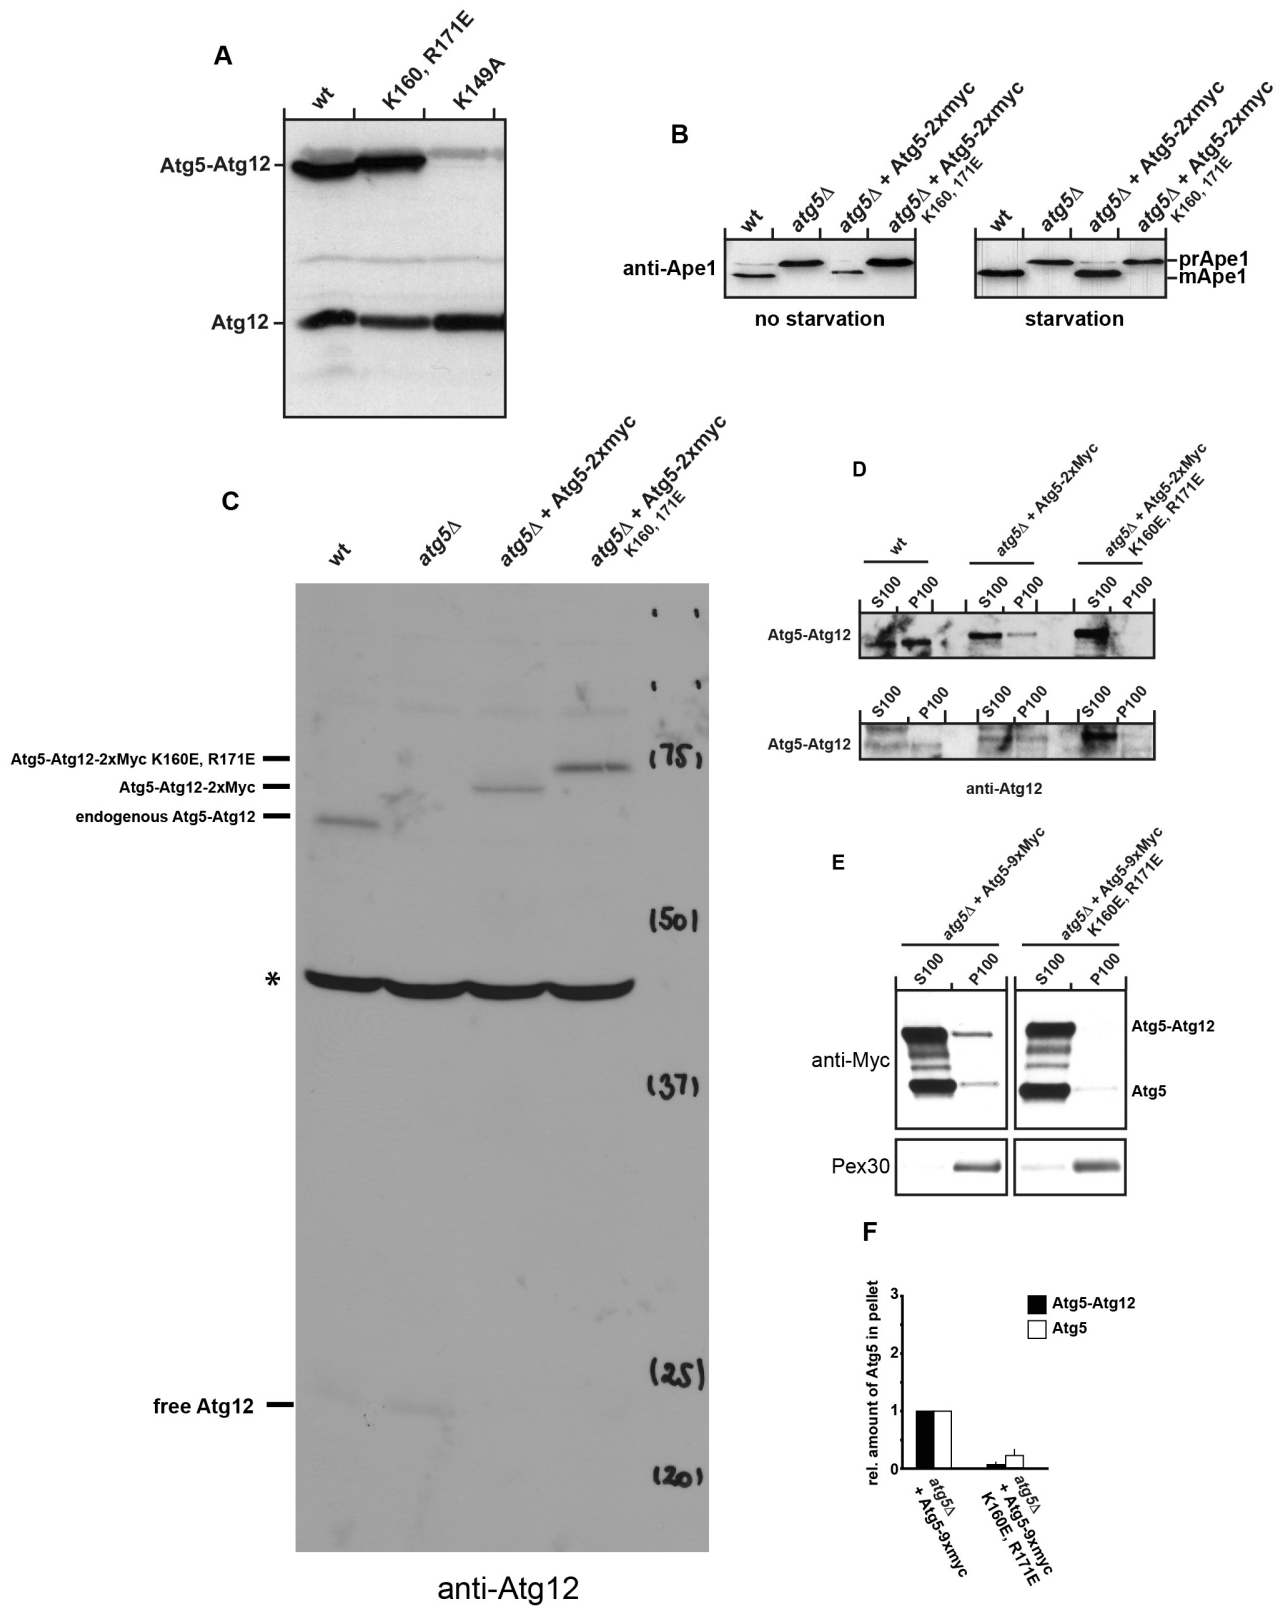 A
wt
K160, R171E
K149A
Atg5-Atg12
Atg12
B
wt
atg5Δ
atg5Δ + Atg5-2xmyc
atg5Δ + Atg5-2xmyc
K160, 171E
wt
atg5Δ
atg5Δ + Atg5-2xmyc
atg5Δ + Atg5-2xmyc
K160, 171E
anti-Ape1
prApe1
mApe1
no starvation
starvation
C
wt
atg5Δ
atg5Δ + Atg5-2xmyc
atg5Δ + Atg5-2xmyc
K160, 171E
Atg5-Atg12-2xMyc K160E, R171E
Atg5-Atg12-2xMyc
endogenous Atg5-Atg12
*
free Atg12
(75)
(50)
(37)
(25)
(20)
anti-Atg12
D
wt
atg5Δ + Atg5-2xMyc
atg5Δ + Atg5-2xMyc
K160E, R171E
S100
P100
S100
P100
S100
P100
Atg5-Atg12
S100
P100
S100
P100
S100
P100
Atg5-Atg12
anti-Atg12
E
atg5Δ + Atg5-9xMyc
atg5Δ + Atg5-9xMyc
K160E, R171E
S100
P100
S100
P100
anti-Myc
Atg5-Atg12
Atg5
Pex30
F
rel. amount of Atg5 in pellet
3
2
1
0
Atg5-Atg12
Atg5
atg5Δ
+ Atg5-9xmyc
atg5Δ
+ Atg5-9xmyc
K160E, R171E